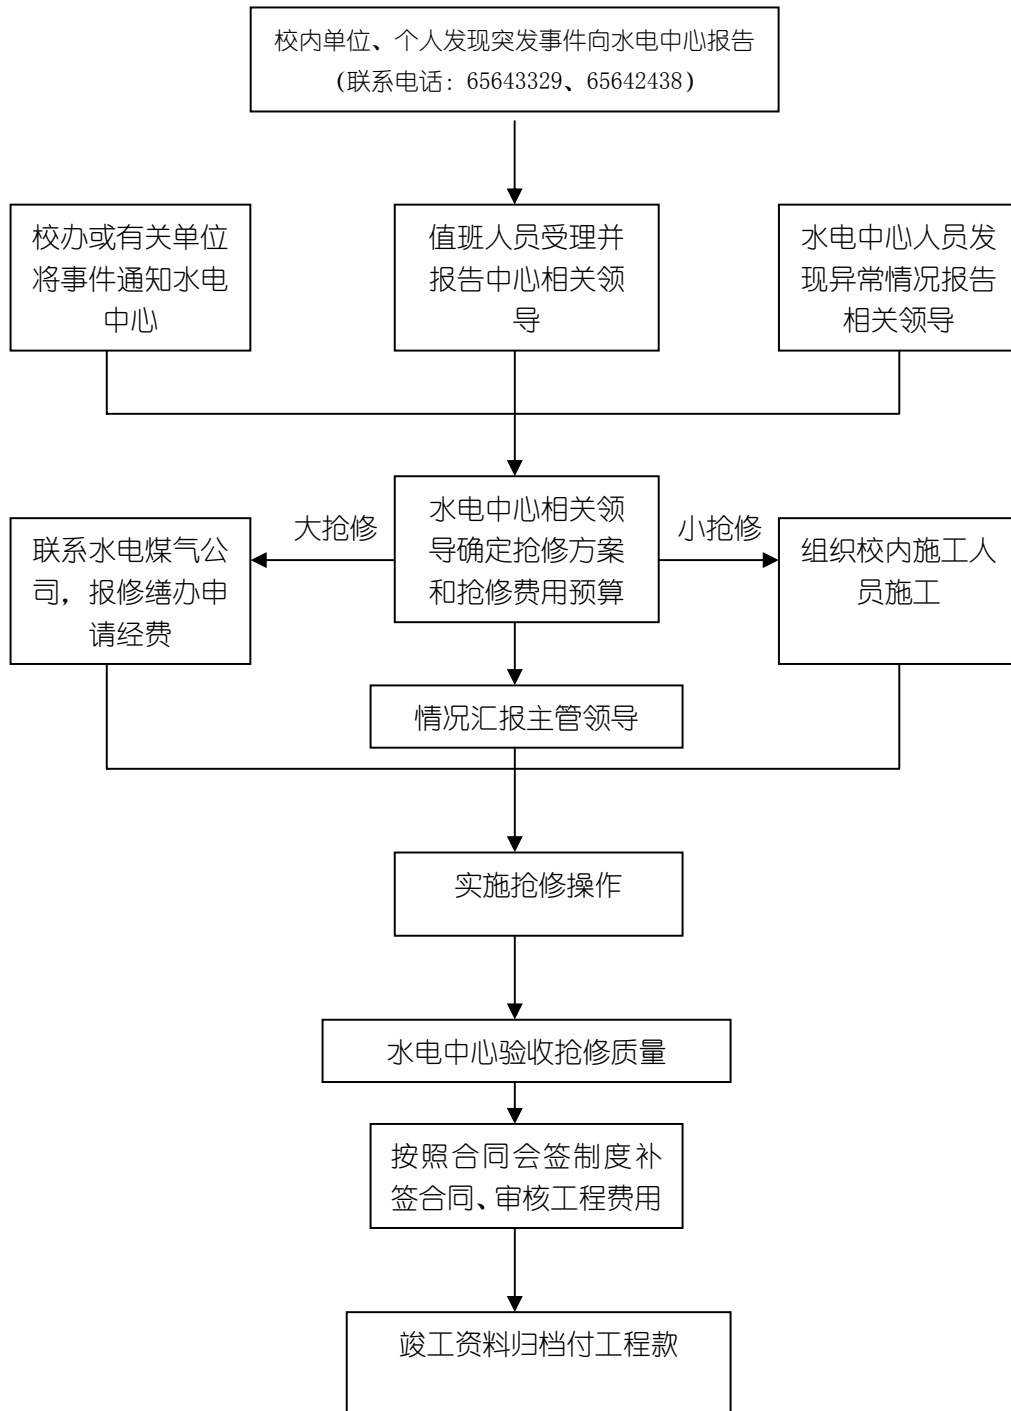 校内单位、个人发现突发事件向水电中心报告
(联系电话: 65643329、65642438)
校办或有关单位
将事件通知水电
中心
值班人员受理并
报告中心相关领
导
水电中心人员发
现异常情况报告
相关领导
水电中心相关领
导确定抢修方案
和抢修费用预算
大抢修
小抢修
联系水电煤气公
司，报修缮办申
请经费
组织校内施工人
员施工
情况汇报主管领导
实施抢修操作
水电中心验收抢修质量
按照合同会签制度补
签合同、审核工程费用
竣工资料归档付工程款